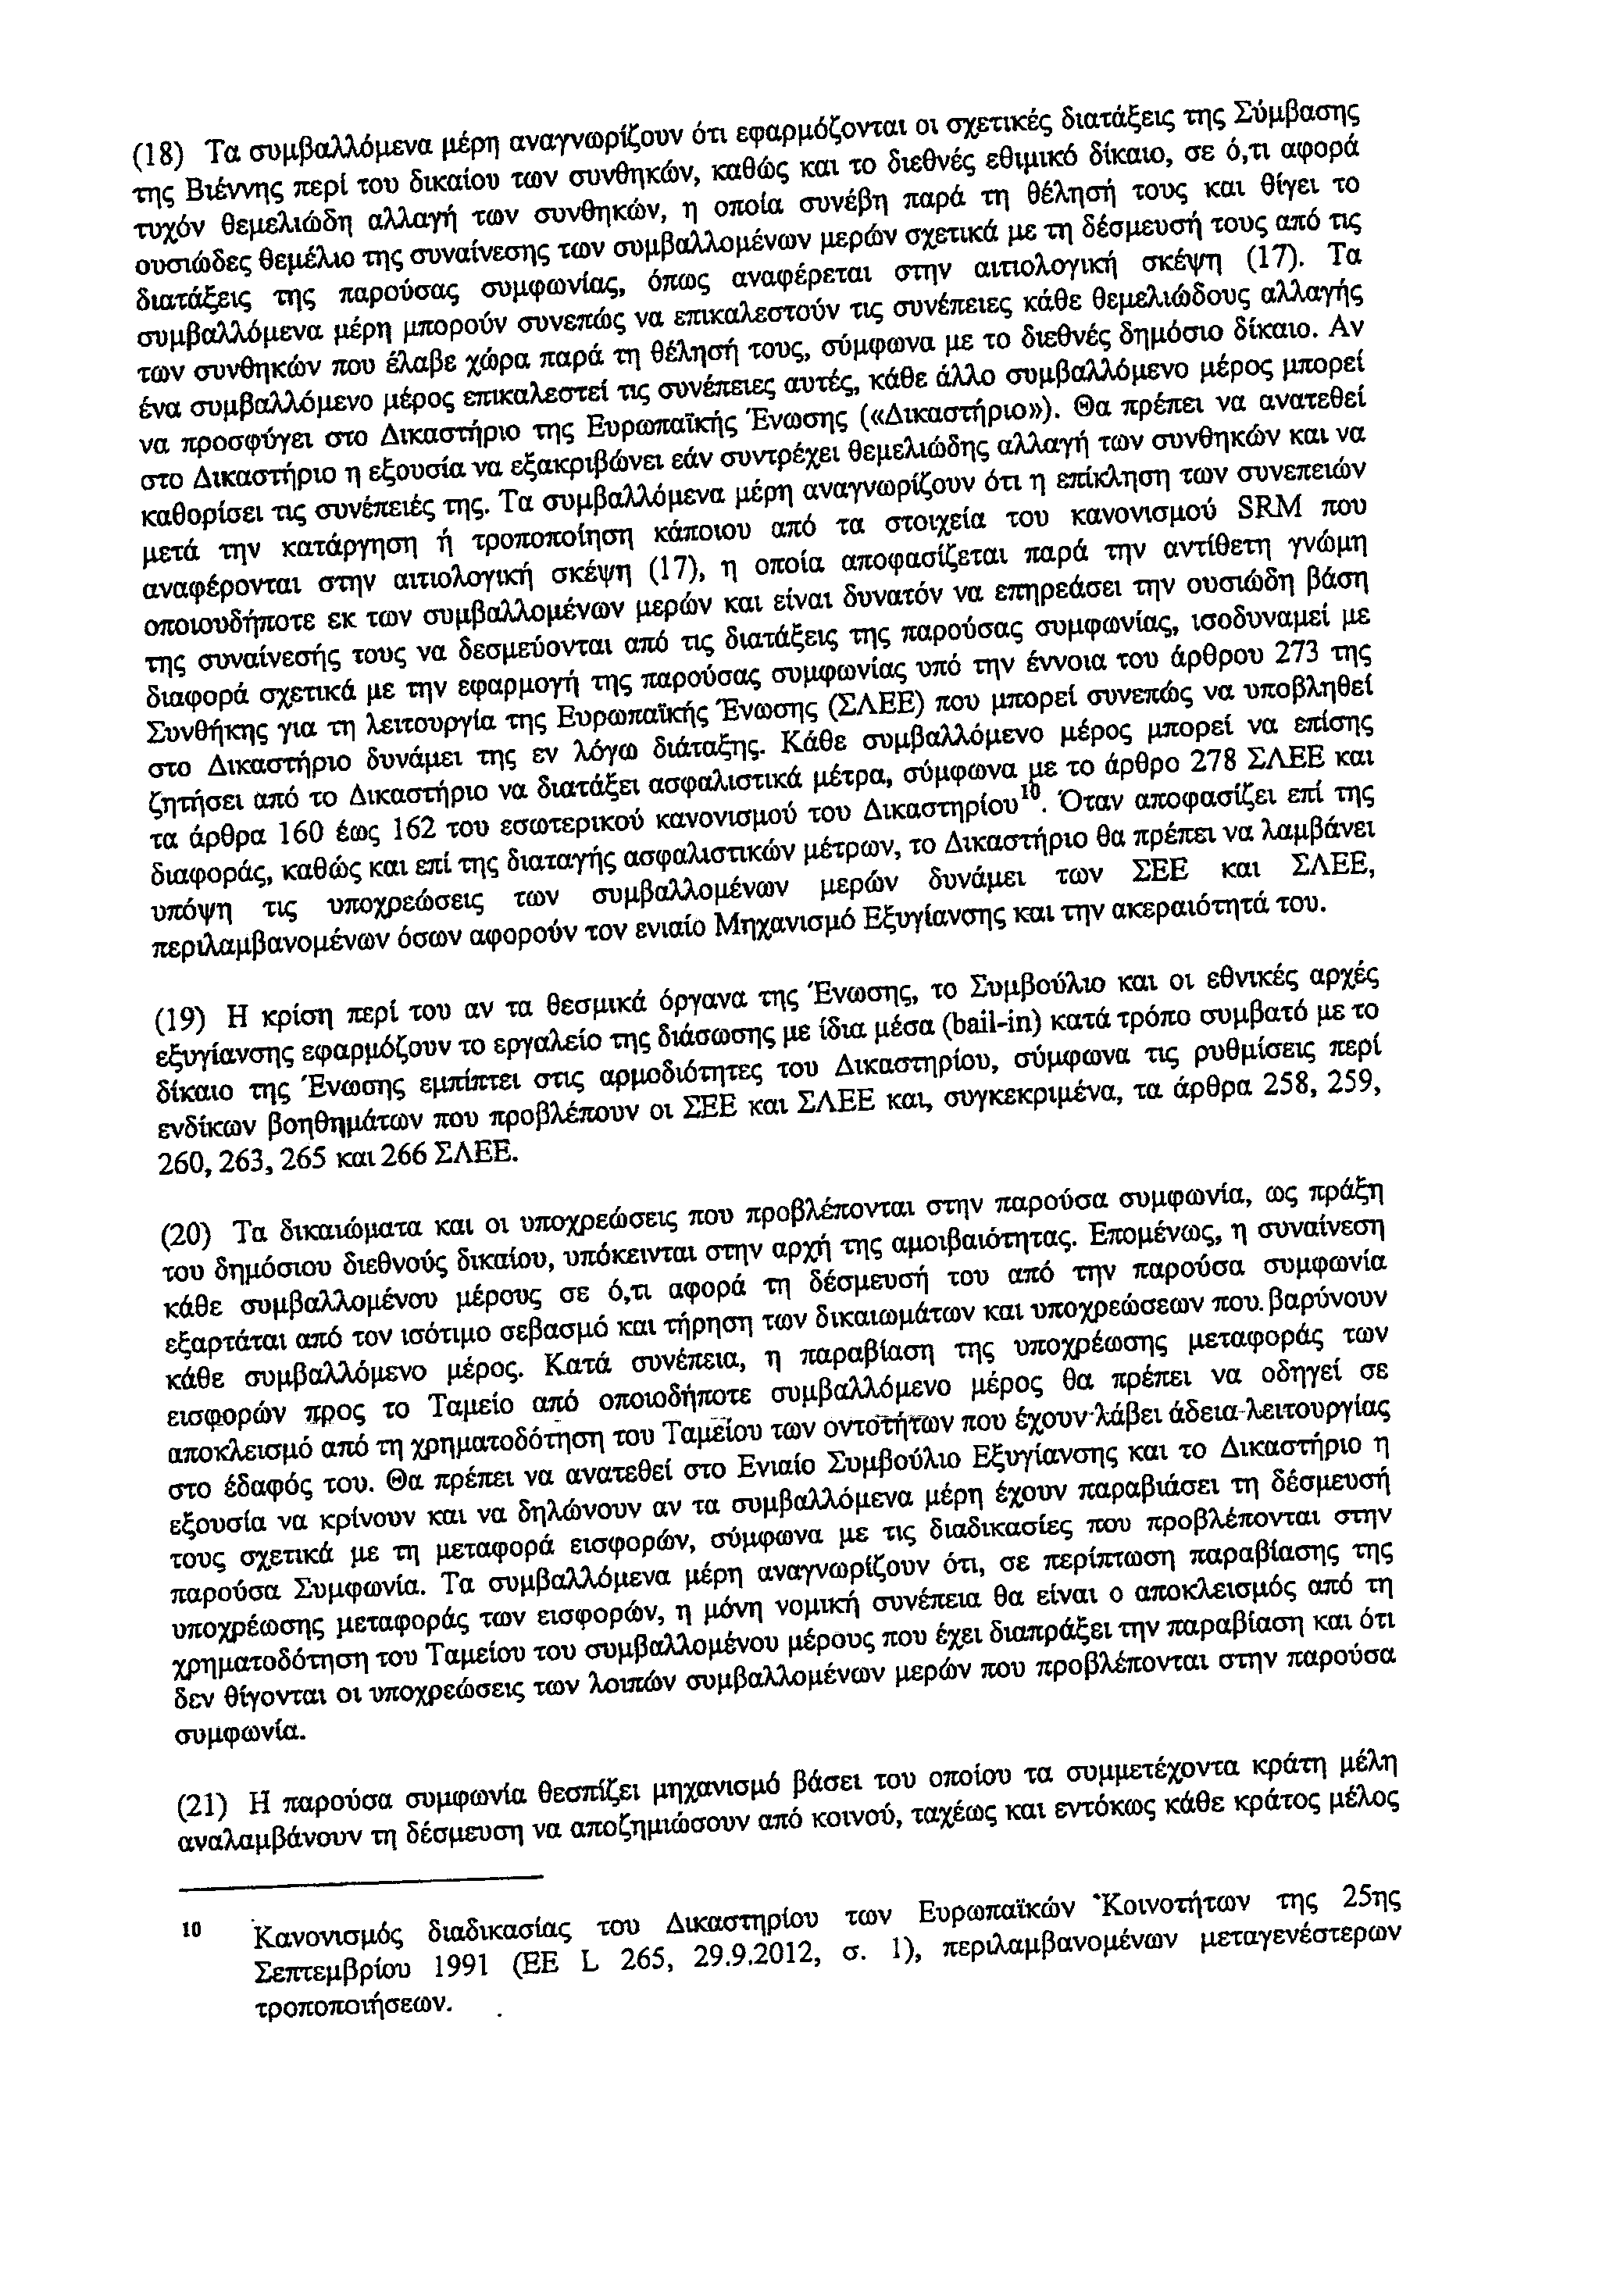 (18) Τα συμβαλλόμενα μέρη αναγνωρίζουν ότι εφαρμόζονται οι σχετικές διατάξεις της Σύμβασης
της Βιέννης περί του δικαίου των συνθηκών, καθώς και το διεθνές εθιμικό δίκαιο, σε ό,τι αφορά
τυχόν θεμελιώδη αλλαγή των συνθηκών, η οποία συνέβη παρά τη θέλησή τους και θίγει το
ουσιώδες θεμέλιο της συναίνεσης των συμβαλλομένων μερών σχετικά με τη δέσμευσή τους από τις
διατάξεις της παρούσας συμφωνίας, όπως αναφέρεται στην αιτιολογική σκέψη (17). Τα
συμβαλλόμενα μέρη μπορούν συνεπώς να επικαλεστούν τις συνέπειες κάθε θεμελιώδους αλλαγής
των συνθηκών που έλαβε χώρα παρά τη θέλησή τους, σύμφωνα με το διεθνές δημόσιο δίκαιο. Αν
ένα συμβαλλόμενο μέρος επικαλεστεί τις συνέπειες αυτές, κάθε άλλο συμβαλλόμενο μέρος μπορεί
να προσφύγει στο Δικαστήριο της Ευρωπαϊκής Ένωσης («Δικαστήριο»). Θα πρέπει να ανατεθεί
στο Δικαστήριο η εξουσία να εξακριβώνει εάν συντρέχει θεμελιώδης αλλαγή των συνθηκών και να
καθορίσει τις συνέπειές της. Τα συμβαλλόμενα μέρη αναγνωρίζουν ότι η επίκληση των συνεπειών
μετά την κατάργηση ή τροποποίηση κάποιου από τα στοιχεία του κανονισμού SRM που
αναφέρονται στην αιτιολογική σκέψη (17), η οποία αποφασίζεται παρά την αντίθετη γνώμη
οποιουδήποτε εκ των συμβαλλομένων μερών και είναι δυνατόν να επηρεάσει την ουσιώδη βάση
της συναίνεσής τους να δεσμεύονται από τις διατάξεις της παρούσας συμφωνίας, ισοδυναμεί με
διαφορά σχετικά με την εφαρμογή της παρούσας συμφωνίας υπό την έννοια του άρθρου 273 της
Συνθήκης για τη λειτουργία της Ευρωπαϊκής Ένωσης (ΣΛΕΕ) που μπορεί συνεπώς να υποβληθεί
στο Δικαστήριο δυνάμει της εν λόγω διάταξης. Κάθε συμβαλλόμενο μέρος μπορεί να επίσης
ζητήσει από το Δικαστήριο να διατάξει ασφαλιστικά μέτρα, σύμφωνα με το άρθρο 278 ΣΛΕΕ και
τα άρθρα 160 έως 162 του εσωτερικού κανονισμού του Δικαστηρίου10. Όταν αποφασίζει επί της
διαφοράς, καθώς και επί της διαταγής ασφαλιστικών μέτρων, το Δικαστήριο θα πρέπει να λαμβάνει
υπόψη τις υποχρεώσεις των συμβαλλομένων μερών δυνάμει των ΣΕΕ και ΣΛΕΕ,
περιλαμβανομένων όσων αφορούν τον ενιαίο Μηχανισμό Εξυγίανσης και την ακεραιότητά του.
(19) Η κρίση περί του αν τα θεσμικά όργανα της Ένωσης, το Συμβούλιο και οι εθνικές αρχές
εξυγίανσης εφαρμόζουν το εργαλείο της διάσωσης με ίδια μέσα (bail-in) κατά τρόπο συμβατό με το
δίκαιο της Ένωσης εμπίπτει στις αρμοδιότητες του Δικαστηρίου, σύμφωνα τις ρυθμίσεις περί
ενδίκων βοηθημάτων που προβλέπουν οι ΣΕΕ και ΣΛΕΕ και, συγκεκριμένα, τα άρθρα 258, 259,
260, 263, 265 και 266 ΣΛΕΕ.
(20) Τα δικαιώματα και οι υποχρεώσεις που προβλέπονται στην παρούσα συμφωνία, ως πράξη
του δημόσιου διεθνούς δικαίου, υπόκεινται στην αρχή της αμοιβαιότητας. Επομένως, η συναίνεση
κάθε συμβαλλομένου μέρους σε ό,τι αφορά τη δέσμευσή του από την παρούσα συμφωνία
εξαρτάται από τον ισότιμο σεβασμό και τήρηση των δικαιωμάτων και υποχρεώσεων που βαρύνουν
κάθε συμβαλλόμενο μέρος. Κατά συνέπεια, η παραβίαση της υποχρέωσης μεταφοράς των
εισφορών προς το Ταμείο από οποιοδήποτε συμβαλλόμενο μέρος θα πρέπει να οδηγεί σε
αποκλεισμό από τη χρηματοδότηση του Ταμείου των οντοτήτων που έχουν λάβει άδεια λειτουργίας
στο έδαφός του. Θα πρέπει να ανατεθεί στο Ενιαίο Συμβούλιο Εξυγίανσης και το Δικαστήριο η
εξουσία να κρίνουν και να δηλώνουν αν τα συμβαλλόμενα μέρη έχουν παραβιάσει τη δέσμευσή
τους σχετικά με τη μεταφορά εισφορών, σύμφωνα με τις διαδικασίες που προβλέπονται στην
παρούσα Συμφωνία. Τα συμβαλλόμενα μέρη αναγνωρίζουν ότι, σε περίπτωση παραβίασης της
υποχρέωσης μεταφοράς των εισφορών, η μόνη νομική συνέπεια θα είναι ο αποκλεισμός από τη
χρηματοδότηση του Ταμείου του συμβαλλομένου μέρους που έχει διαπράξει την παραβίαση και ότι
δεν θίγονται οι υποχρεώσεις των λοιπών συμβαλλομένων μερών που προβλέπονται στην παρούσα
συμφωνία.
(21) Η παρούσα συμφωνία θεσπίζει μηχανισμό βάσει του οποίου τα συμμετέχοντα κράτη μέλη
αναλαμβάνουν τη δέσμευση να αποζημιώσουν από κοινού, ταχέως και εντόκως κάθε κράτος μέλος
10 Κανονισμός διαδικασίας του Δικαστηρίου των Ευρωπαϊκών Κοινοτήτων της 25ης
Σεπτεμβρίου 1991 (ΕΕ L 265, 29.9.2012, σ. 1), περιλαμβανομένων μεταγενέστερων
τροποποιήσεων.